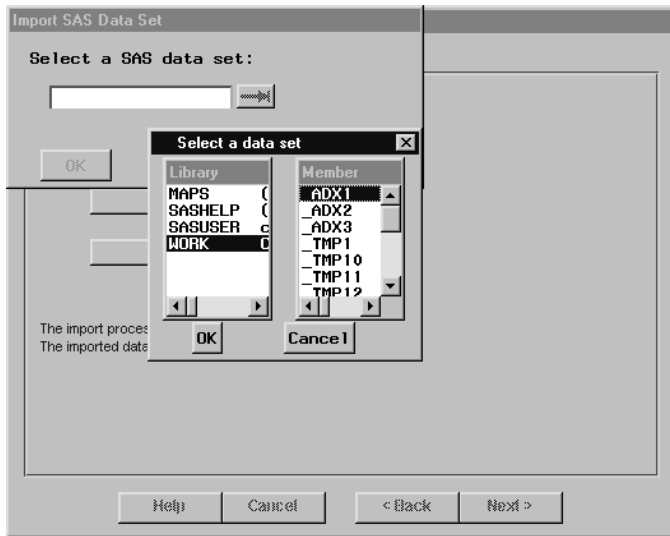 Import SAS Data Set
Select a SAS data set:
OK
Select a data set
Library
MAPS (
SASHELP (
SASUSER c
WORK C
Member
_ADX1
_ADX2
_ADX3
_TMP1
_TMP10
_TMP11
_TMP12
OK
Cancel
The import proces
The imported data
Help
Cancel
< Back
Next >